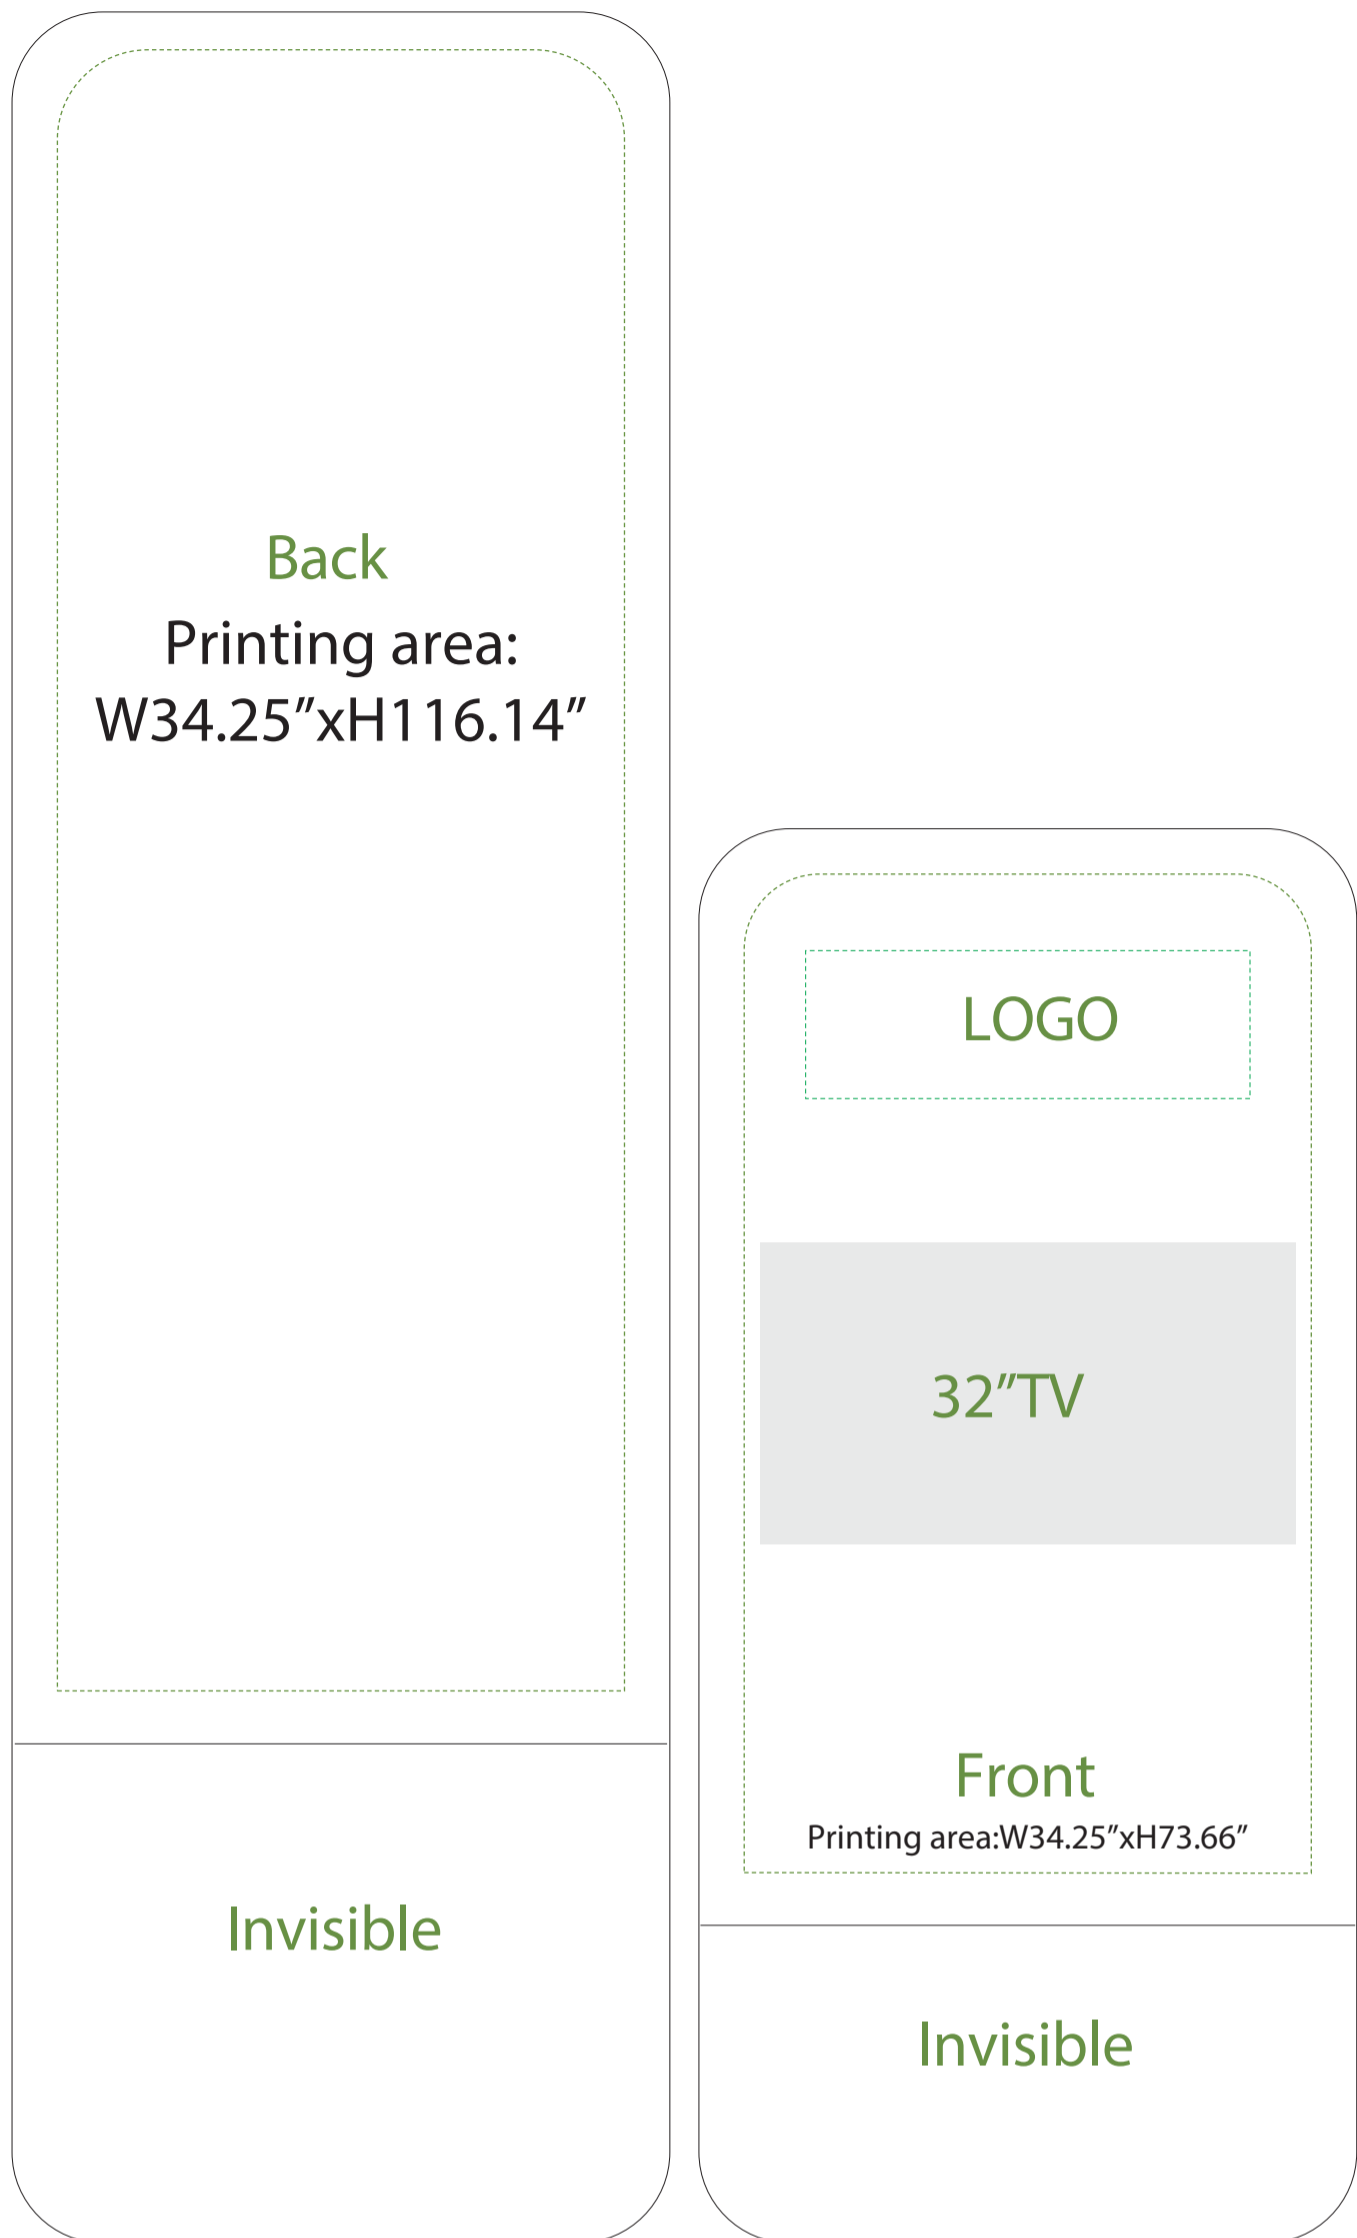 Back
Printing area:
W34.25”xH116.14”
Invisible
LOGO
32”TV
Front
Printing area:W34.25”xH73.66”
Invisible